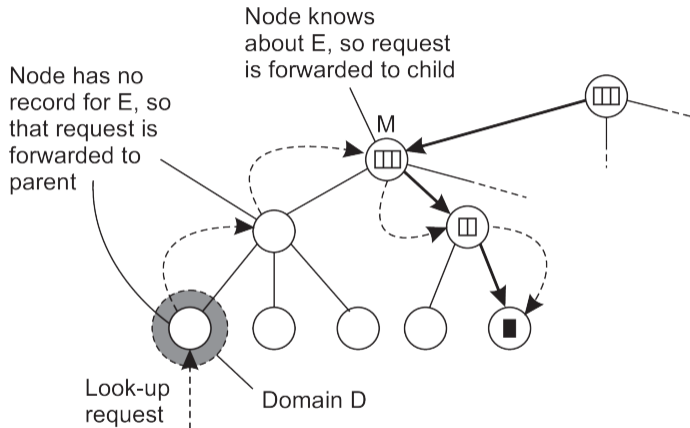 Node knows
about E, so request
is forwarded to child
Node has no
record for E, so
that request is
forwarded to
parent
M
Look-up
request
Domain D